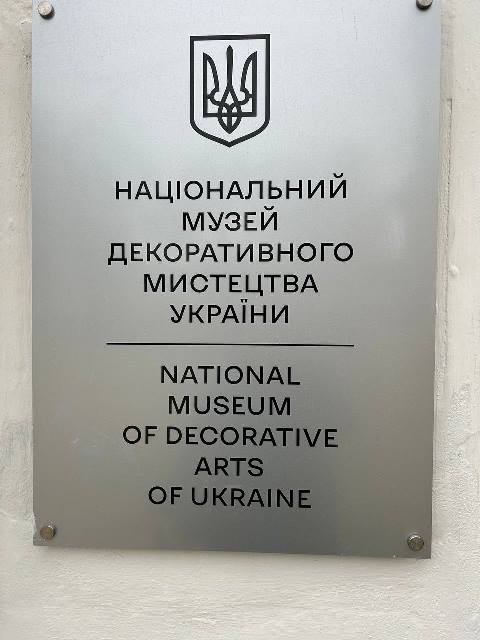 НАЦІОНАЛЬНИЙ
МУЗЕЙ
ДЕКОРАТИВНОГО
МИСТЕЦТВА
УКРАЇНИ
NATIONAL
MUSEUM
OF DECORATIVE
ARTS
OF UKRAINE